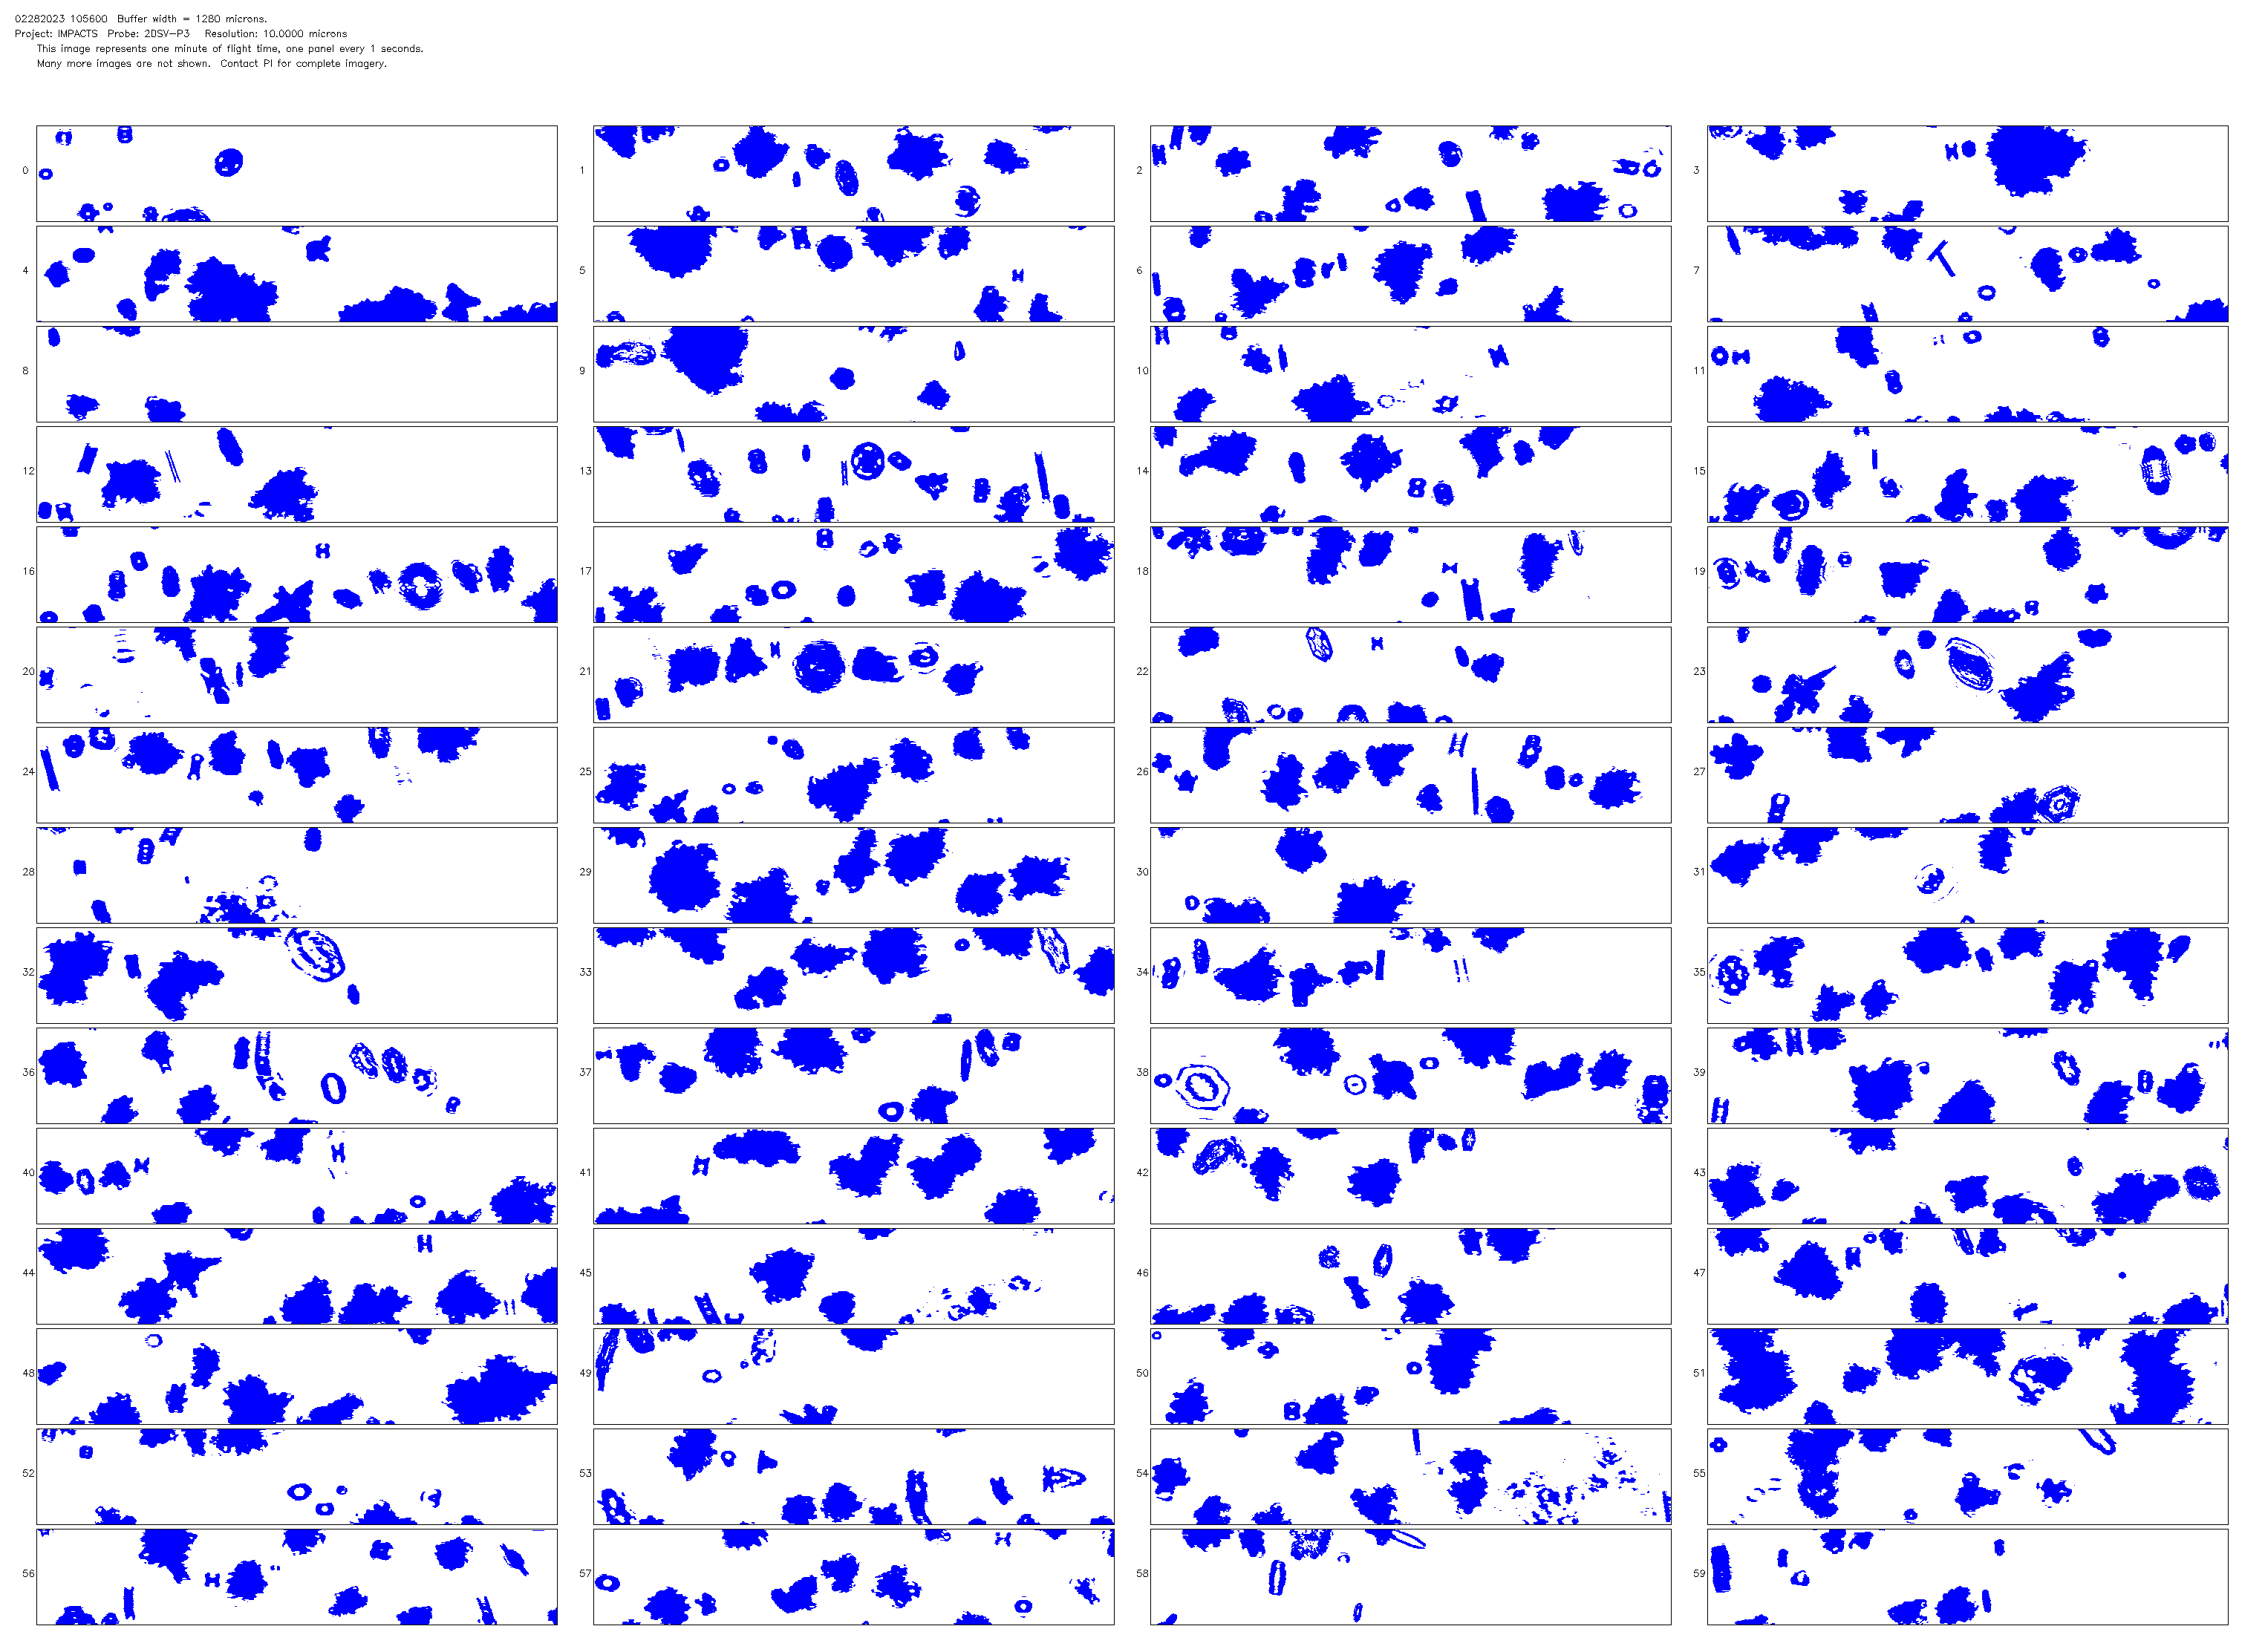 02282023 105600 Buffer width = 1280 microns.
Project: IMPACTS Probe: 2DSV-P3 Resolution: 10.0000 microns
This image represents one minute of flight time, one panel every 1 seconds.
Many more images are not shown. Contact PI for complete imagery.
0 1 2 3
4 5 6 7
8 9 10 11
12 13 14 15
16 17 18 19
20 21 22 23
24 25 26 27
28 29 30 31
32 33 34 35
36 37 38 39
40 41 42 43
44 45 46 47
48 49 50 51
52 53 54 55
56 57 58 59